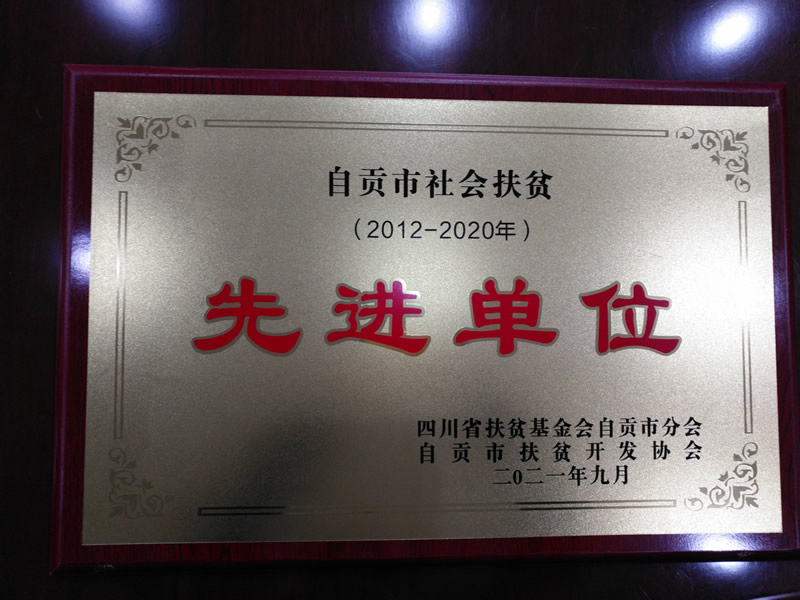 自贡市社会扶贫
（2012-2020年）
先进单位
四川省扶贫基金会自贡市分会
自贡市扶贫开发协会
二0二一年九月